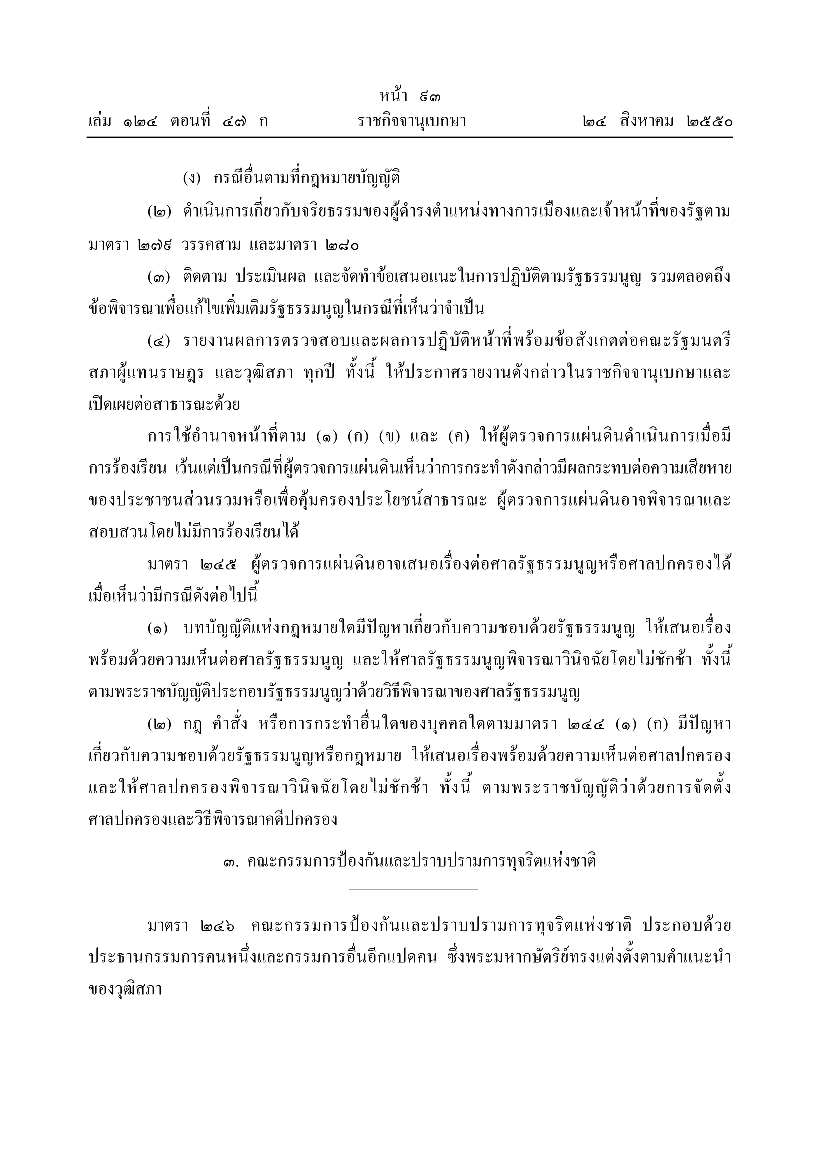 หน้า ๙๓
เล่ม ๑๒๔ ตอนที่ ๔๗ ก ราชกิจจานุเบกษา ๒๔ สิงหาคม ๒๕๕๐
(ง) กรณีอื่นตามที่กฎหมายบัญญัติ
(๒) ดำเนินการเกี่ยวกับจริยธรรมของผู้ดำรงตำแหน่งทางการเมืองและเจ้าหน้าที่ของรัฐตาม
มาตรา ๒๗๙ วรรคสาม และมาตรา ๒๘๐
(๓) ติดตาม ประเมินผล และจัดทำข้อเสนอแนะในการปฏิบัติตามรัฐธรรมนูญ รวมตลอดถึง
ข้อพิจารณาเพื่อแก้ไขเพิ่มเติมรัฐธรรมนูญในกรณีที่เห็นว่าจำเป็น
(๔) รายงานผลการตรวจสอบและผลการปฏิบัติหน้าที่พร้อมข้อสังเกตต่อคณะรัฐมนตรี
สภาผู้แทนราษฎร และวุฒิสภา ทุกปี ทั้งนี้ ให้ประกาศรายงานดังกล่าวในราชกิจจานุเบกษาและ
เปิดเผยต่อสาธารณะด้วย
การใช้อำนาจหน้าที่ตาม (๑) (ก) (ข) และ (ค) ให้ผู้ตรวจการแผ่นดินดำเนินการเมื่อมี
การร้องเรียน เว้นแต่เป็นกรณีที่ผู้ตรวจการแผ่นดินเห็นว่าการกระทำดังกล่าวมีผลกระทบต่อความเสียหาย
ของประชาชนส่วนรวมหรือเพื่อคุ้มครองประโยชน์สาธารณะ ผู้ตรวจการแผ่นดินอาจพิจารณาและ
สอบสวนโดยไม่มีการร้องเรียนได้
มาตรา ๒๔๕ ผู้ตรวจการแผ่นดินอาจเสนอเรื่องต่อศาลรัฐธรรมนูญหรือศาลปกครองได้
เมื่อเห็นว่ามีกรณีดังต่อไปนี้
(๑) บทบัญญัติแห่งกฎหมายใดมีปัญหาเกี่ยวกับความชอบด้วยรัฐธรรมนูญ ให้เสนอเรื่อง
พร้อมด้วยความเห็นต่อศาลรัฐธรรมนูญ และให้ศาลรัฐธรรมนูญพิจารณาวินิจฉัยโดยไม่ชักช้า ทั้งนี้
ตามพระราชบัญญัติประกอบรัฐธรรมนูญว่าด้วยวิธีพิจารณาของศาลรัฐธรรมนูญ
(๒) กฎ คำสั่ง หรือการกระทำอื่นใดของบุคคลใดตามมาตรา ๒๔๔ (๑) (ก) มีปัญหา
เกี่ยวกับความชอบด้วยรัฐธรรมนูญหรือกฎหมาย ให้เสนอเรื่องพร้อมด้วยความเห็นต่อศาลปกครอง
และให้ศาลปกครองพิจารณาวินิจฉัยโดยไม่ชักช้า ทั้งนี้ ตามพระราชบัญญัติว่าด้วยการจัดตั้ง
ศาลปกครองและวิธีพิจารณาคดีปกครอง
๓. คณะกรรมการป้องกันและปราบปรามการทุจริตแห่งชาติ
มาตรา ๒๔๖ คณะกรรมการป้องกันและปราบปรามการทุจริตแห่งชาติ ประกอบด้วย
ประธานกรรมการคนหนึ่งและกรรมการอื่นอีกแปดคน ซึ่งพระมหากษัตริย์ทรงแต่งตั้งตามคำแนะนำ
ของวุฒิสภา